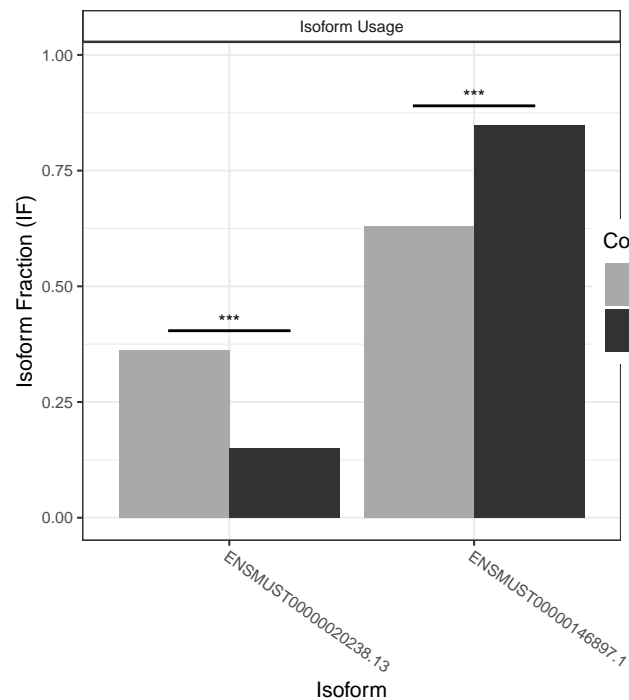 Isoform Usage
1.00
***
***
0.75
0.50
0.25
0.00
Isoform Fraction (IF)
Co
ENSMUST00000020238.13
ENSMUST00000146897.1
Isoform